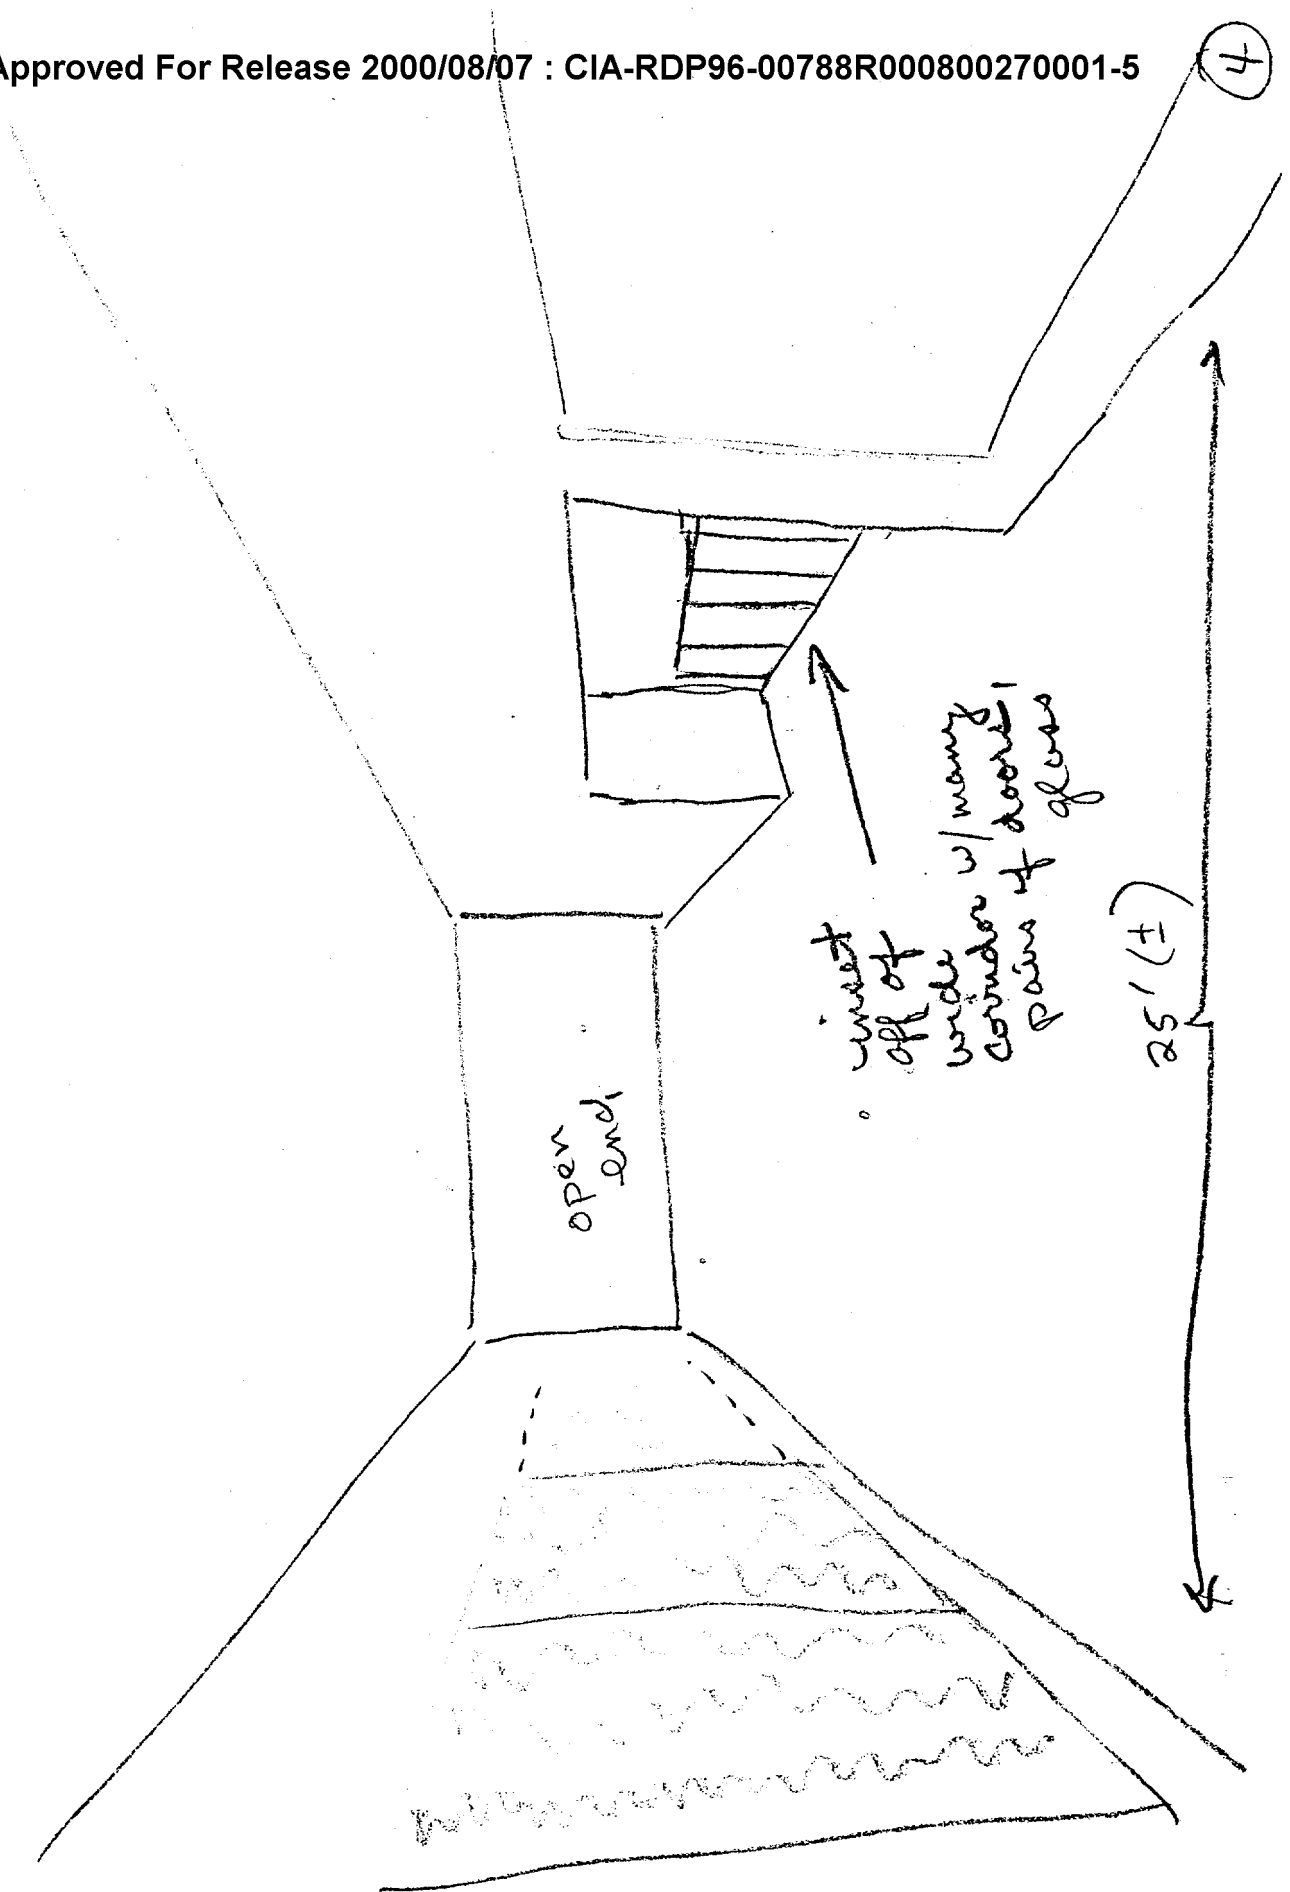 Approved For Release 2000/08/07 : CIA-RDP96-00788R000800270001-5
4
open
end
inset
off of
wide
corridor w/ many
pairs of doors,
glass
25' (±)